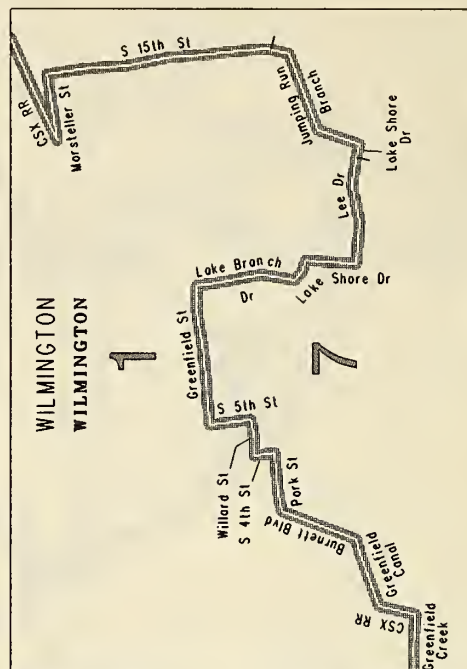 CSX RR
Marsteller St
S 15th St
Jumping Run
Branch
Lake Shore
Dr
Lee Dr
Lake Shore Dr
Lake Branch
Dr
WILMINGTON
WILMINGTON
1
Greenfield St
7
S 5th St
Willard St
S 4th St
Park St
Burnett Blvd
Greenfield
Canal
CSX RR
Greenfield
Creek